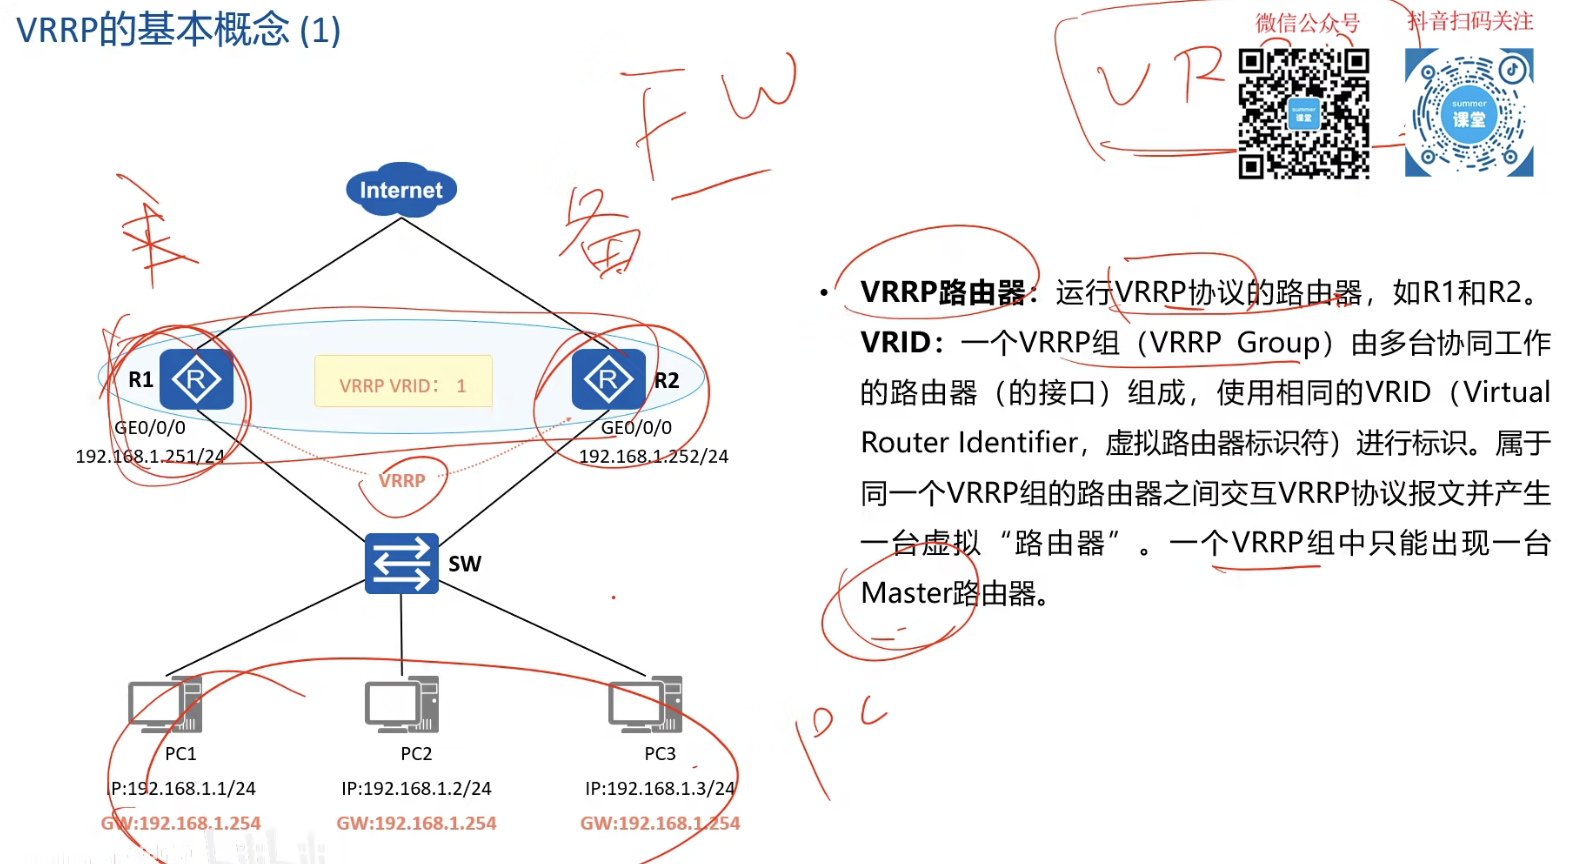 VRRP的基本概念 (1)
微信公众号
抖音扫码关注
FW
VR
summer
课堂
summer
课堂
主
备
Internet
R1
VRRP VRID： 1
R2
GE0/0/0
GE0/0/0
192.168.1.251/24
192.168.1.252/24
VRRP
SW
PC1
PC2
PC3
IP:192.168.1.1/24
IP:192.168.1.2/24
IP:192.168.1.3/24
GW:192.168.1.254
GW:192.168.1.254
GW:192.168.1.254
• VRRP路由器：运行VRRP协议的路由器，如R1和R2。
VRID：一个VRRP组（VRRP Group）由多台协同工作
的路由器（的接口）组成，使用相同的VRID（Virtual
Router Identifier，虚拟路由器标识符）进行标识。属于
同一个VRRP组的路由器之间交互VRRP协议报文并产生
一台虚拟“路由器”。一个VRRP组中只能出现一台
Master路由器。
PC